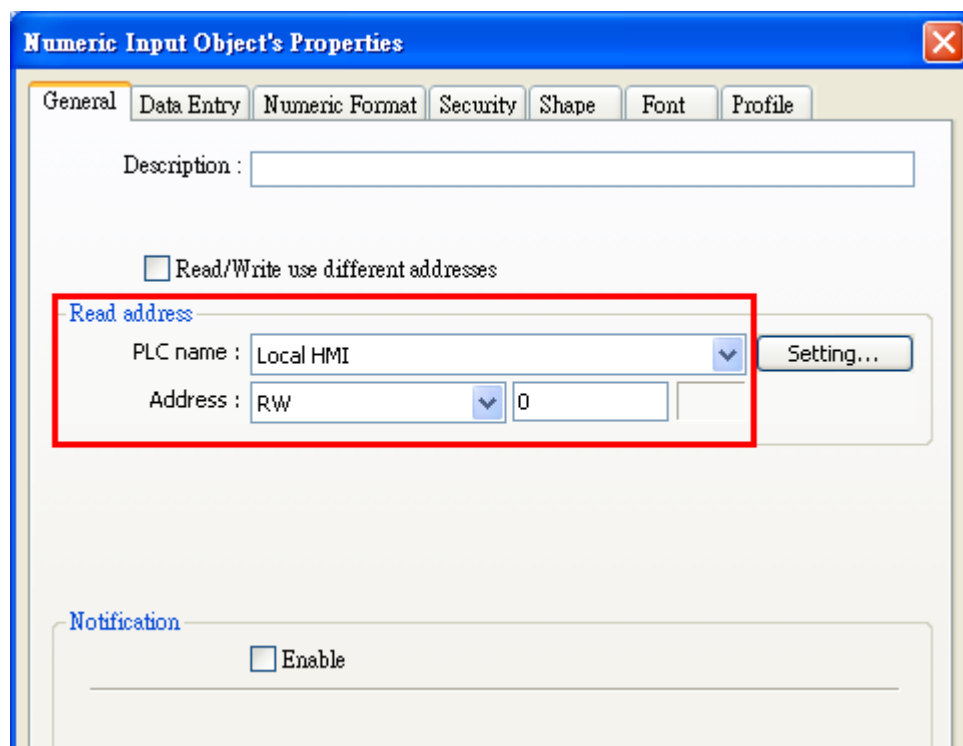 Numeric Input Object's Properties
General Data Entry Numeric Format Security Shape Font Profile
Description :
Read/Write use different addresses
Read address
PLC name : Local HMI Setting...
Address : RW 0
Notification
Enable